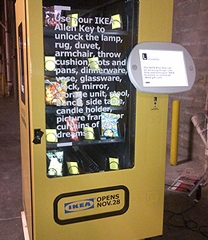 Use your IKEA
Allen Key to
unlock the lamp,
rug, duvet,
armchair, throw
cushion, pots and
pans, dinnerware,
vase, glassware,
clock, mirror,
storage unit, stool,
pencils, side table,
candle holder,
picture frame or
curtains of your
dreams.
IKEA
OPENS
NOV.28